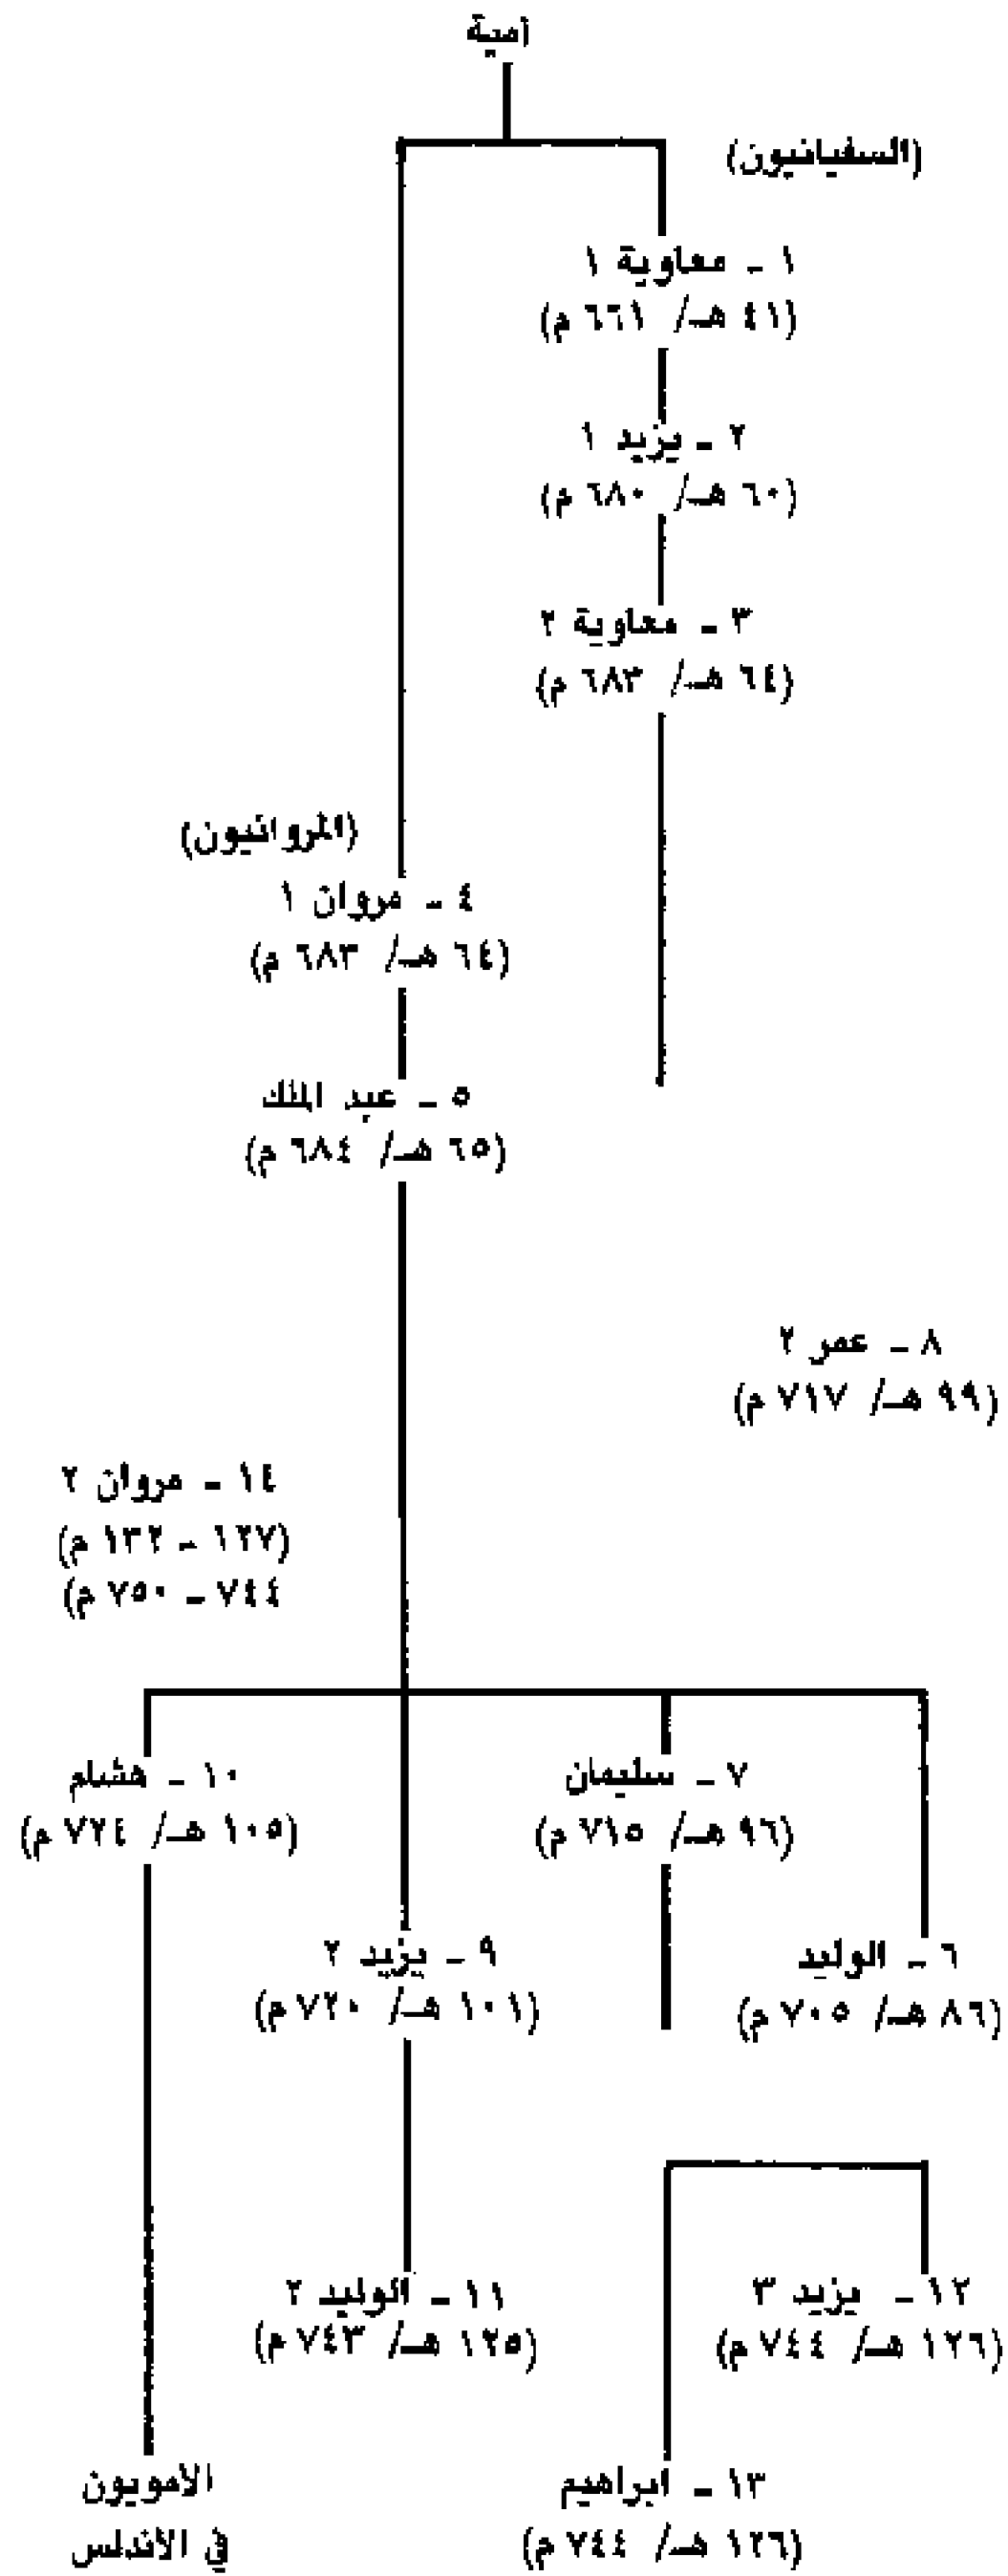 أمية
(السفيانيون)
١ - معاوية ١
(٤١ هـ/ ٦٦١ م)
٢ - يزيد ١
(٦٠ هـ/ ٦٨٠ م)
٣ - معاوية ٢
(٦٤ هـ/ ٦٨٣ م)
(المروانيون)
٤ - مروان ١
(٦٤ هـ/ ٦٨٣ م)
٥ - عبد الملك
(٦٥ هـ/ ٦٨٤ م)
٨ - عمر ٢
(٩٩ هـ/ ٧١٧ م)
١٤ - مروان ٢
(١٢٧ - ١٣٢ م)
٧٤٤ - ٧٥٠ م)
٧ - سليمان
(٩٦ هـ/ ٧١٥ م)
١٠ - هشام
(١٠٥ هـ/ ٧٢٤ م)
٦ - الوليد
(٨٦ هـ/ ٧٠٥ م)
٩ - يزيد ٢
(١٠١ هـ/ ٧٢٠ م)
١٢ - يزيد ٣
(١٢٦ هـ/ ٧٤٤ م)
١١ - الوليد ٢
(١٢٥ هـ/ ٧٤٣ م)
١٣ - ابراهيم
(١٢٦ هـ/ ٧٤٤ م)
الامويون
في الاندلس